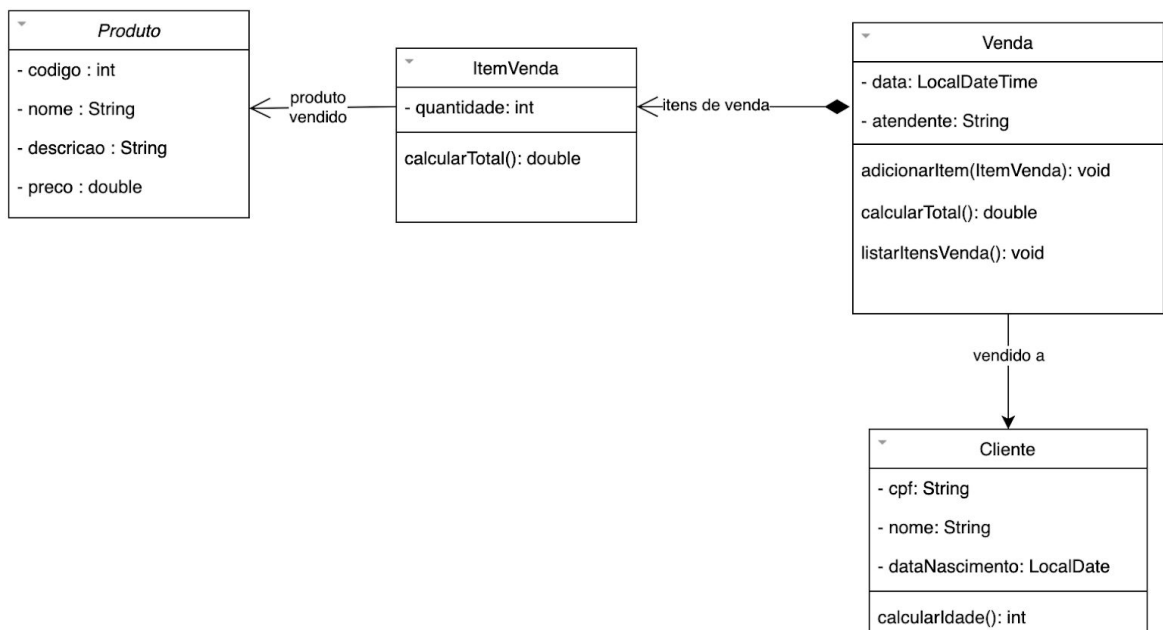 Produto
- codigo : int
- nome : String
- descricao : String
- preco : double
produto
vendido
ItemVenda
- quantidade: int
calcularTotal(): double
itens de venda
Venda
- data: LocalDateTime
- atendente: String
adicionarItem(ItemVenda): void
calcularTotal(): double
listarItensVenda(): void
vendido a
Cliente
- cpf: String
- nome: String
- dataNascimento: LocalDate
calcularIdade(): int